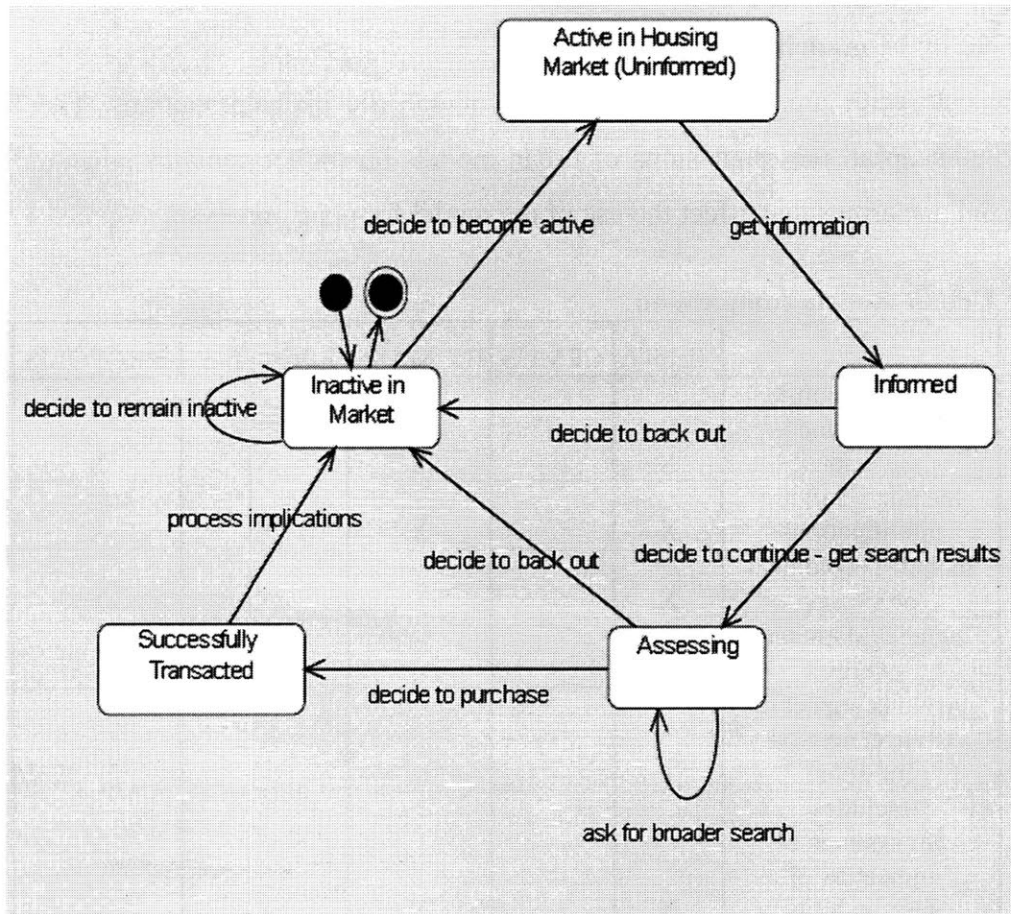 Active in Housing
Market (Uninformed)
decide to become active
get information
Inactive in
Market
Informed
decide to remain inactive
decide to back out
process implications
decide to back out
decide to continue - get search results
Successfully
Transacted
Assessing
decide to purchase
ask for broader search